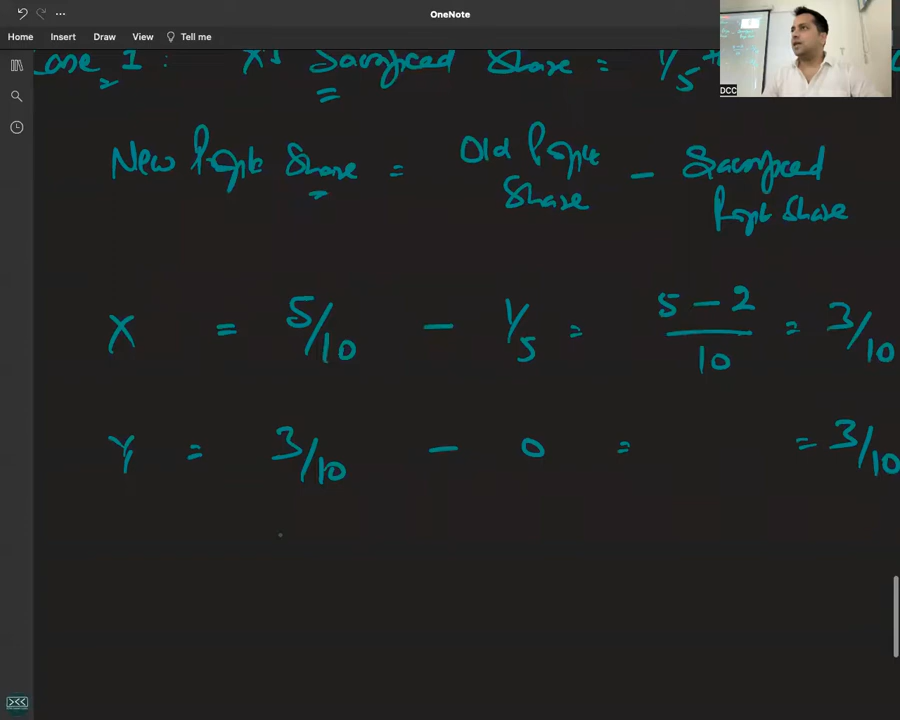 OneNote
Home Insert Draw View Tell me
DCC
Case 1 : X's Sacrificed Share = 1/5
New Profit Share = Old Profit Share - Sacrificed Profit Share
X = 5/10 - 1/5 = 5 - 2 / 10 = 3/10
Y = 3/10 - 0 = = 3/10